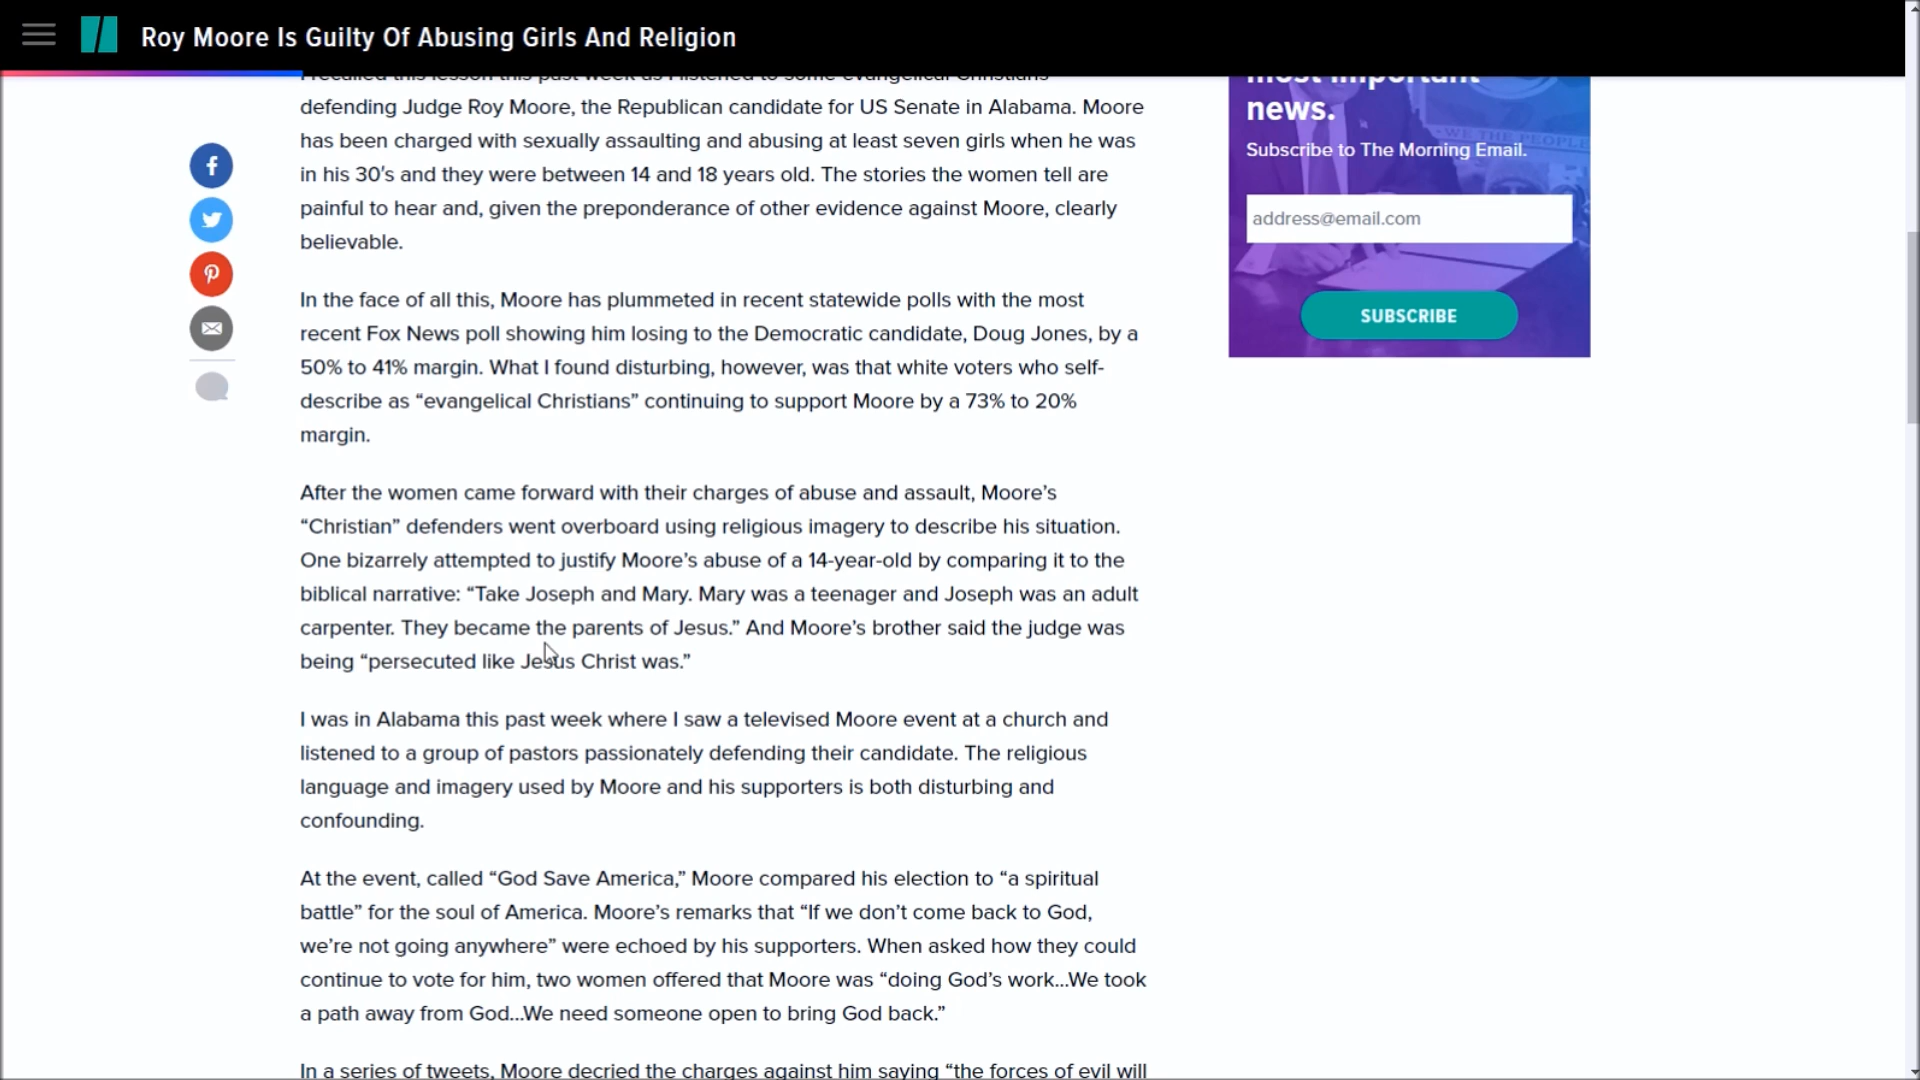 Roy Moore Is Guilty Of Abusing Girls And Religion
I recalled this lesson this past week as I listened to some evangelical Christians
defending Judge Roy Moore, the Republican candidate for US Senate in Alabama. Moore
has been charged with sexually assaulting and abusing at least seven girls when he was
in his 30's and they were between 14 and 18 years old. The stories the women tell are
painful to hear and, given the preponderance of other evidence against Moore, clearly
believable.
In the face of all this, Moore has plummeted in recent statewide polls with the most
recent Fox News poll showing him losing to the Democratic candidate, Doug Jones, by a
50% to 41% margin. What I found disturbing, however, was that white voters who self-
describe as “evangelical Christians” continuing to support Moore by a 73% to 20%
margin.
After the women came forward with their charges of abuse and assault, Moore’s
“Christian” defenders went overboard using religious imagery to describe his situation.
One bizarrely attempted to justify Moore’s abuse of a 14-year-old by comparing it to the
biblical narrative: “Take Joseph and Mary. Mary was a teenager and Joseph was an adult
carpenter. They became the parents of Jesus.” And Moore’s brother said the judge was
being “persecuted like Jesus Christ was.”
I was in Alabama this past week where I saw a televised Moore event at a church and
listened to a group of pastors passionately defending their candidate. The religious
language and imagery used by Moore and his supporters is both disturbing and
confounding.
At the event, called “God Save America,” Moore compared his election to “a spiritual
battle” for the soul of America. Moore’s remarks that “If we don’t come back to God,
we’re not going anywhere” were echoed by his supporters. When asked how they could
continue to vote for him, two women offered that Moore was “doing God’s work...We took
a path away from God...We need someone open to bring God back.”
In a series of tweets, Moore decried the charges against him saying “the forces of evil will
most important
news.
WE THE PEOPLE
Subscribe to The Morning Email.
address@email.com
SUBSCRIBE